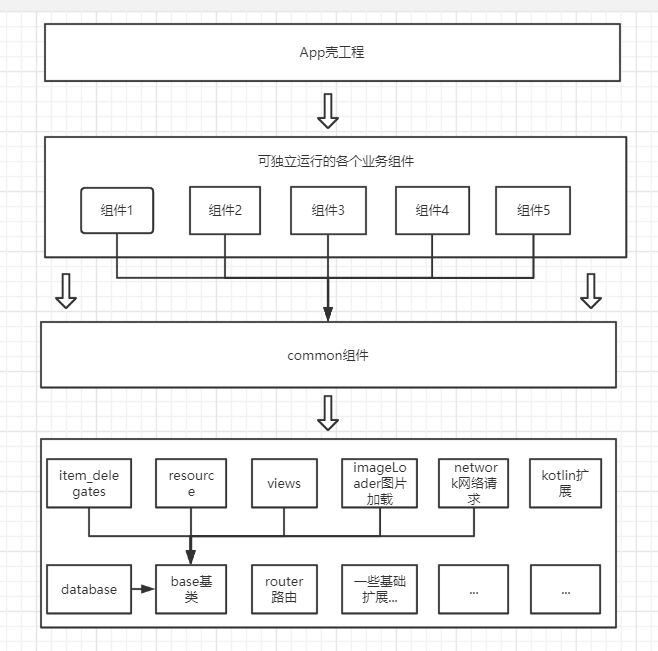 App壳工程
可独立运行的各个业务组件
组件1
组件2
组件3
组件4
组件5
common组件
item_dele
gates
resourc
e
views
imageLo
ader图片
加载
networ
k网络请
求
kotlin扩
展
database
base基
类
router
路由
一些基础
扩展...
...
...